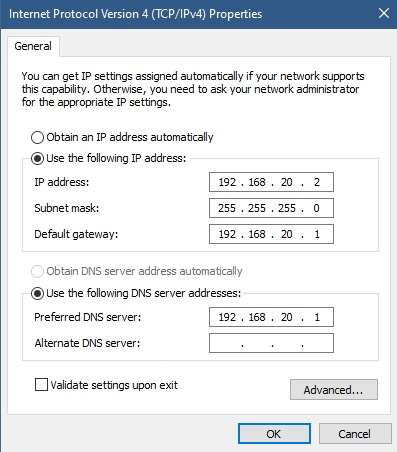 Internet Protocol Version 4 (TCP/IPv4) Properties
General
You can get IP settings assigned automatically if your network supports
this capability. Otherwise, you need to ask your network administrator
for the appropriate IP settings.
Obtain an IP address automatically
Use the following IP address:
IP address: 192 . 168 . 20 . 2
Subnet mask: 255 . 255 . 255 . 0
Default gateway: 192 . 168 . 20 . 1
Obtain DNS server address automatically
Use the following DNS server addresses:
Preferred DNS server: 192 . 168 . 20 . 1
Alternate DNS server: . . .
Validate settings upon exit
Advanced...
OK Cancel